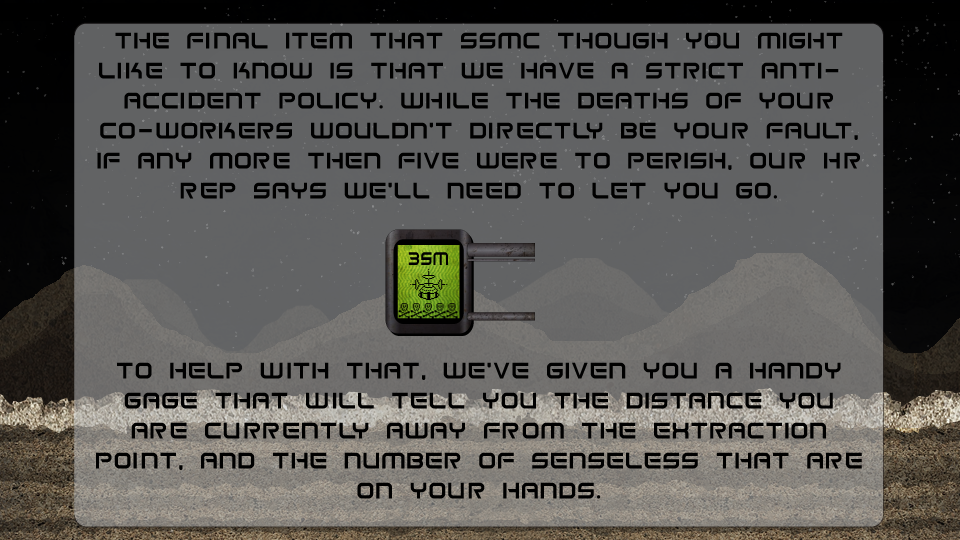 THE FINAL ITEM THAT SSMC THOUGH YOU MIGHT
LIKE TO KNOW IS THAT WE HAVE A STRICT ANTI-
ACCIDENT POLICY. WHILE THE DEATHS OF YOUR
CO-WORKERS WOULDN'T DIRECTLY BE YOUR FAULT,
IF ANY MORE THEN FIVE WERE TO PERISH, OUR HR
REP SAYS WE'LL NEED TO LET YOU GO.
35M
TO HELP WITH THAT, WE'VE GIVEN YOU A HANDY
GAGE THAT WILL TELL YOU THE DISTANCE YOU
ARE CURRENTLY AWAY FROM THE EXTRACTION
POINT, AND THE NUMBER OF SENSELESS THAT ARE
ON YOUR HANDS.